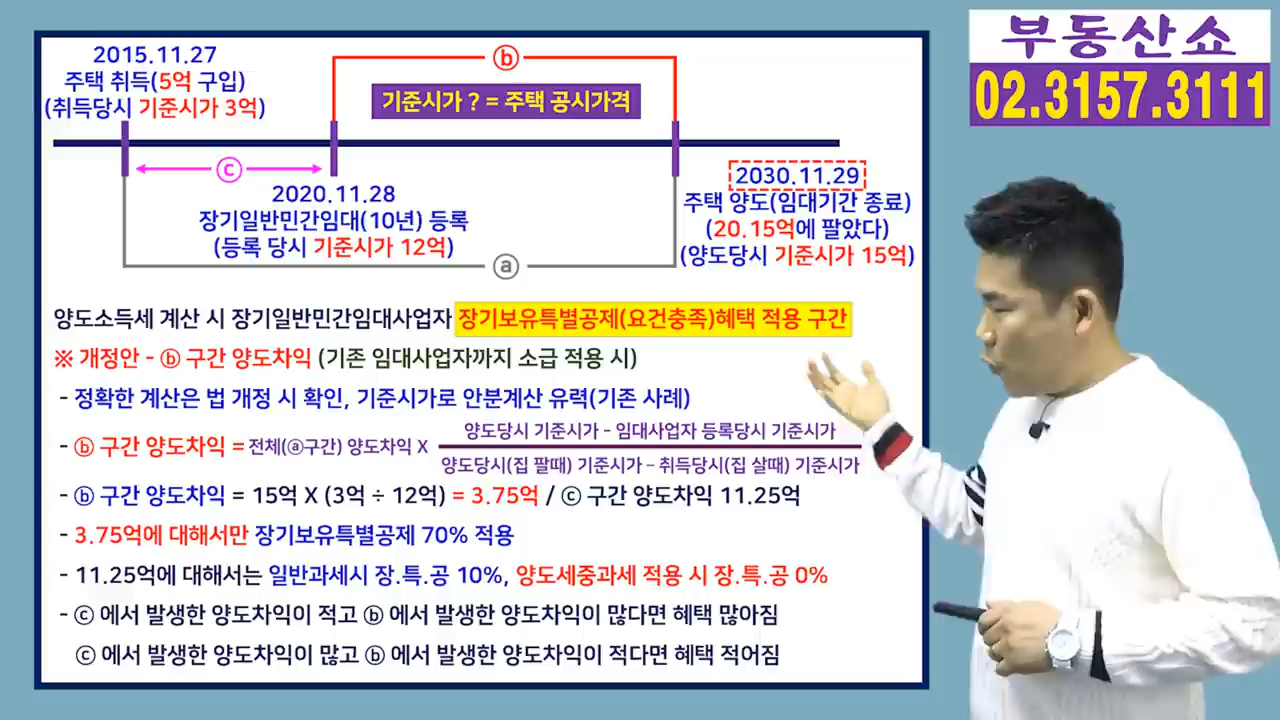 부동산쇼
02.3157.3111
2015.11.27
주택 취득(5억 구입)
(취득당시 기준시가 3억)
ⓑ
기준시가 ? = 주택 공시가격
ⓒ
2020.11.28
장기일반민간임대(10년) 등록
(등록 당시 기준시가 12억)
2030.11.29
주택 양도(임대기간 종료)
(20.15억에 팔았다)
(양도당시 기준시가 15억)
ⓐ
양도소득세 계산 시 장기일반민간임대사업자 장기보유특별공제(요건충족)혜택 적용 구간
※ 개정안 - ⓑ 구간 양도차익 (기존 임대사업자까지 소급 적용 시)
- 정확한 계산은 법 개정 시 확인, 기준시가로 안분계산 유력(기존 사례)
- ⓑ 구간 양도차익 = 전체(ⓐ구간) 양도차익 X
양도당시 기준시가 - 임대사업자 등록당시 기준시가
양도당시(집 팔때) 기준시가 - 취득당시(집 살때) 기준시가
- ⓑ 구간 양도차익 = 15억 X (3억 ÷ 12억) = 3.75억 / ⓒ 구간 양도차익 11.25억
- 3.75억에 대해서만 장기보유특별공제 70% 적용
- 11.25억에 대해서는 일반과세시 장.특.공 10%, 양도세중과세 적용 시 장.특.공 0%
- ⓒ 에서 발생한 양도차익이 적고 ⓑ 에서 발생한 양도차익이 많다면 혜택 많아짐
ⓒ 에서 발생한 양도차익이 많고 ⓑ 에서 발생한 양도차익이 적다면 혜택 적어짐